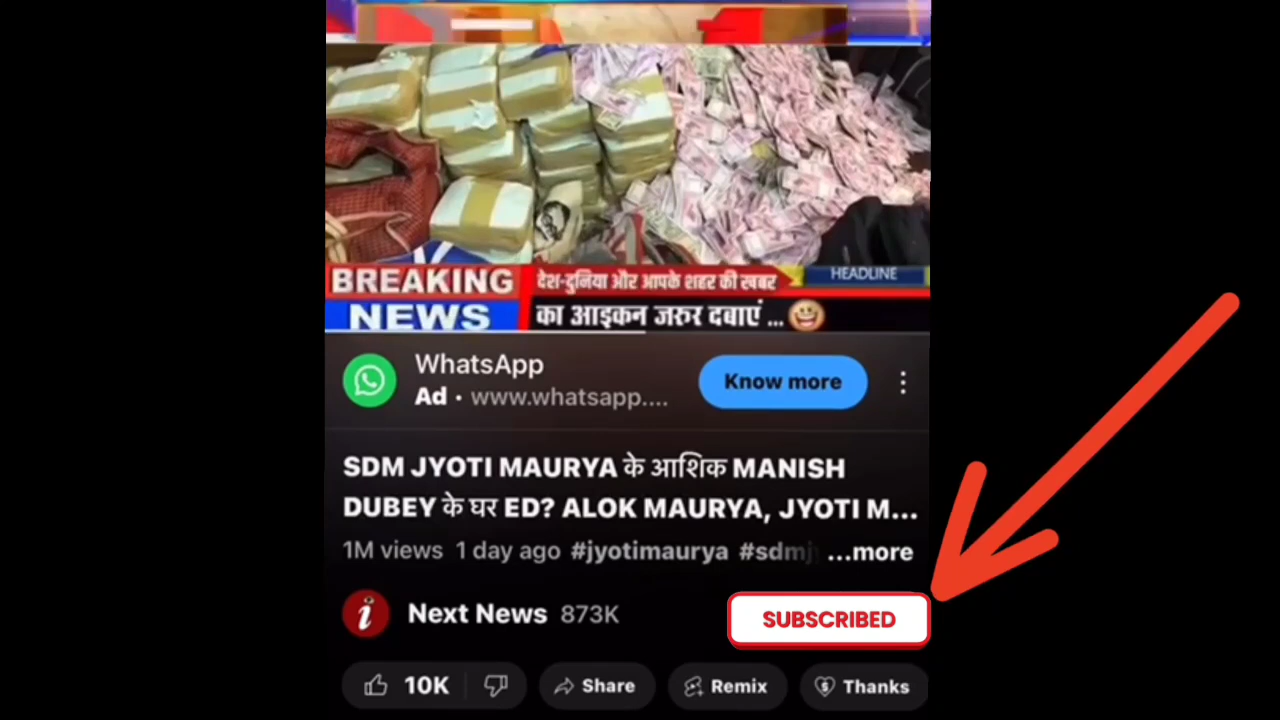 BREAKING
NEWS
देश-दुनिया और आपके शहर की खबर
HEADLINE
का आइकन जरुर दबाएं ...
WhatsApp
Ad • www.whatsapp....
Know more
SDM JYOTI MAURYA के आशिक MANISH
DUBEY के घर ED? ALOK MAURYA, JYOTI M...
1M views 1 day ago #jyotimaurya #sdmj ...more
Next News 873K
SUBSCRIBED
10K Share Remix Thanks